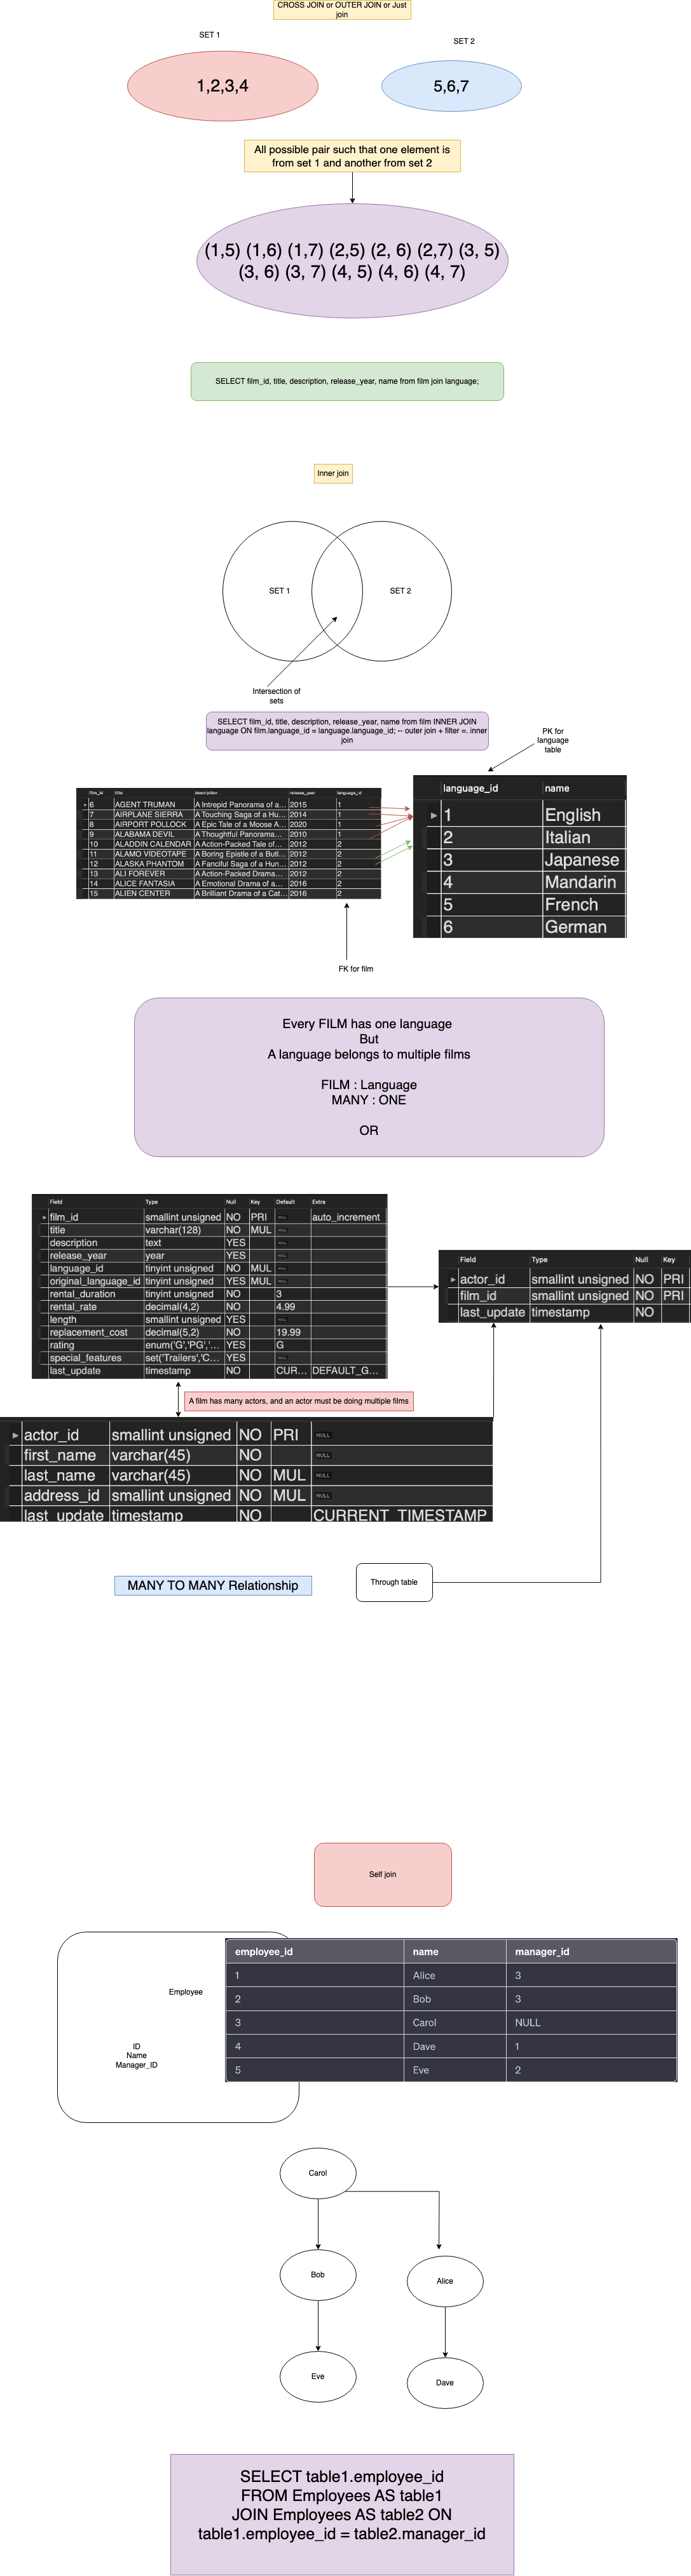 CROSS JOIN or OUTER JOIN or Just
join
SET 1
SET 2
1,2,3,4
5,6,7
All possible pair such that one element is
from set 1 and another from set 2
(1,5) (1,6) (1,7) (2,5) (2, 6) (2,7) (3, 5)
(3, 6) (3, 7) (4, 5) (4, 6) (4, 7)
SELECT film_id, title, description, release_year, name from film join language;
Inner join
SET 1
SET 2
Intersection of
sets
SELECT film_id, title, description, release_year, name from film INNER JOIN
language ON film.language_id = language.language_id; -- outer join + filter =. inner
join
PK for
language
table
film_id title description release_year language_id
6 AGENT TRUMAN A Intrepid Panorama of a... 2015 1
7 AIRPLANE SIERRA A Touching Saga of a Hu... 2014 1
8 AIRPORT POLLOCK A Epic Tale of a Moose A... 2020 1
9 ALABAMA DEVIL A Thoughtful Panorama... 2010 1
10 ALADDIN CALENDAR A Action-Packed Tale of... 2012 2
11 ALAMO VIDEOTAPE A Boring Epistle of a Butl... 2012 2
12 ALASKA PHANTOM A Fanciful Saga of a Hun... 2012 2
13 ALI FOREVER A Action-Packed Drama... 2012 2
14 ALICE FANTASIA A Emotional Drama of a... 2016 2
15 ALIEN CENTER A Brilliant Drama of a Cat... 2016 2
language_id name
1 English
2 Italian
3 Japanese
4 Mandarin
5 French
6 German
FK for film
Every FILM has one language
But
A language belongs to multiple films
FILM : Language
MANY : ONE
OR
Field Type Null Key Default Extra
film_id smallint unsigned NO PRI NULL auto_increment
title varchar(128) NO MUL NULL
description text YES NULL
release_year year YES NULL
language_id tinyint unsigned NO MUL NULL
original_language_id tinyint unsigned YES MUL NULL
rental_duration tinyint unsigned NO 3
rental_rate decimal(4,2) NO 4.99
length smallint unsigned YES NULL
replacement_cost decimal(5,2) NO 19.99
rating enum('G','PG','... YES G
special_features set('Trailers','C... YES NULL
last_update timestamp NO CUR... DEFAULT_G...
Field Type Null Key
actor_id smallint unsigned NO PRI
film_id smallint unsigned NO PRI
last_update timestamp NO
A film has many actors, and an actor must be doing multiple films
actor_id smallint unsigned NO PRI NULL
first_name varchar(45) NO NULL
last_name varchar(45) NO MUL NULL
address_id smallint unsigned NO MUL NULL
last_update timestamp NO CURRENT_TIMESTAMP
MANY TO MANY Relationship
Through table
Self join
Employee
ID
Name
Manager_ID
employee_id name manager_id
1 Alice 3
2 Bob 3
3 Carol NULL
4 Dave 1
5 Eve 2
Carol
Bob
Alice
Eve
Dave
SELECT table1.employee_id
FROM Employees AS table1
JOIN Employees AS table2 ON
table1.employee_id = table2.manager_id